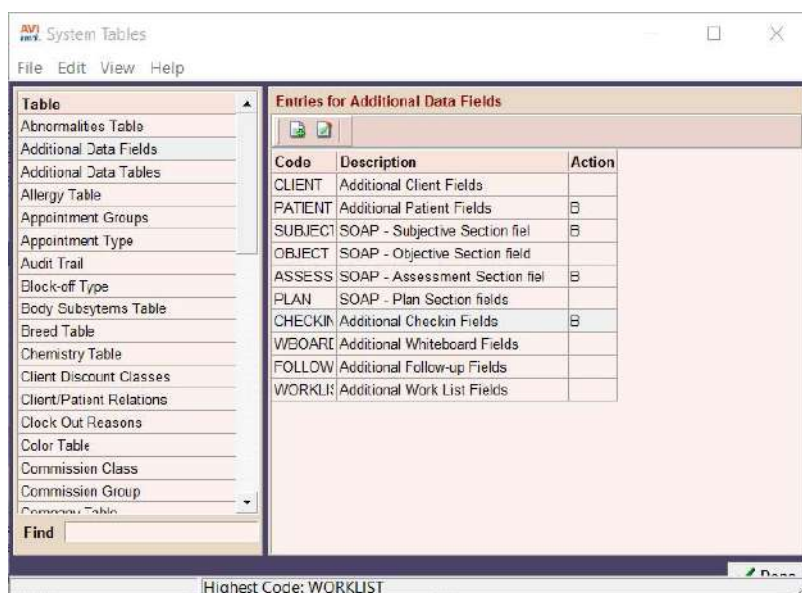 AVI System Tables
File Edit View Help
Table
Abnormalities Table
Additional Data Fields
Additional Data Tables
Allergy Table
Appointment Groups
Appointment Type
Audit Trail
Block-off Type
Body Subsytems Table
Breed Table
Chemistry Table
Client Discount Classes
Client/Patient Relations
Clock Out Reasons
Color Table
Commission Class
Commission Group
Company Table
Find
Entries for Additional Data Fields
Code Description Action
CLIENT Additional Client Fields
PATIENT Additional Patient Fields B
SUBJECT SOAP - Subjective Section fiel B
OBJECT SOAP - Objective Section field
ASSESS SOAP - Assessment Section fiel B
PLAN SOAP - Plan Section fields
CHECKIN Additional Checkin Fields B
WBOARD Additional Whiteboard Fields
FOLLOW Additional Follow-up Fields
WORKLIS Additional Work List Fields
Done
Highest Code: WORKLIST